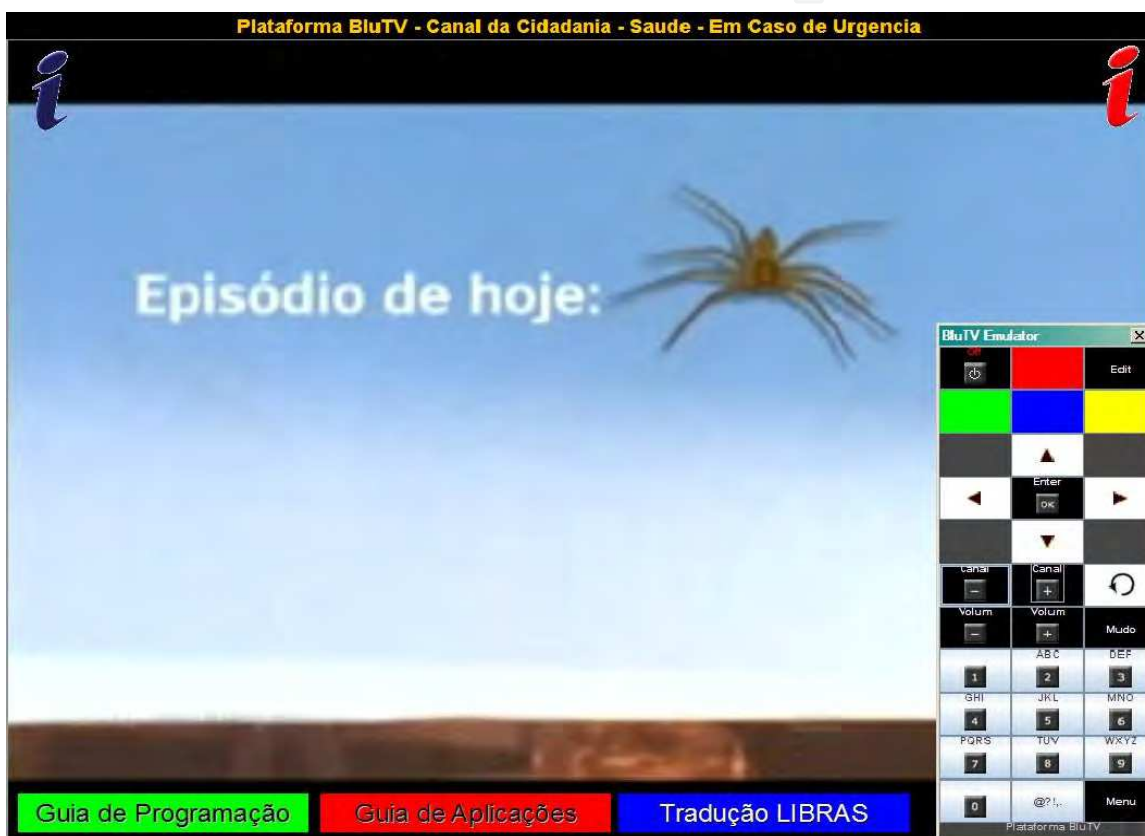 Plataforma BluTV - Canal da Cidadania - Saude - Em Caso de Urgencia
i
i
Episódio de hoje:
BluTV Emulator
Off
Edit
Enter
OK
Canal
Canal
-
+
Volum
Volum
-
+
Mudo
ABC
DEF
1
2
3
GHI
JKL
MNO
4
5
6
PQRS
TUV
WXYZ
7
8
9
0
@?!,.
Menu
Plataforma BluTV
Guia de Programação
Guia de Aplicações
Tradução LIBRAS